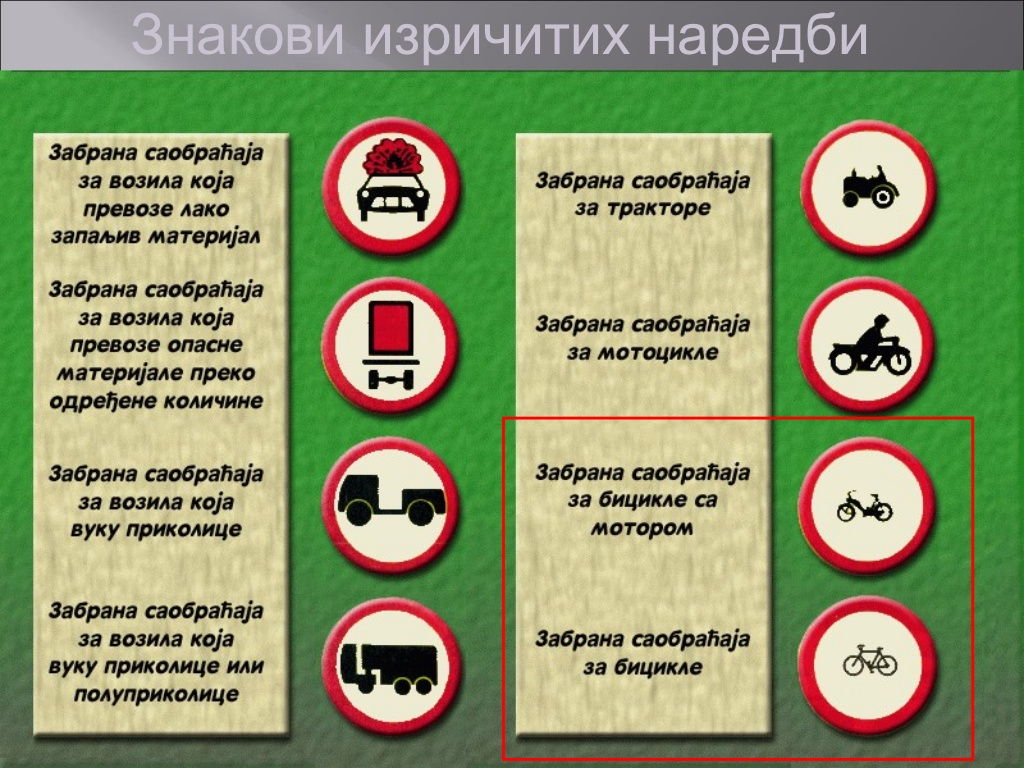 Знакови изричитих наредби
Забрана саобраћаја
за возила која
превозе лако
запаљив материјал
Забрана саобраћаја
за возила која
превозе опасне
материјале преко
одређене количине
Забрана саобраћаја
за возила која
вуку приколице
Забрана саобраћаја
за возила која
вуку приколице или
полуприколице
Забрана саобраћаја
за тракторе
Забрана саобраћаја
за мотоцикле
Забрана саобраћаја
за бицикле са
мотором
Забрана саобраћаја
за бицикле